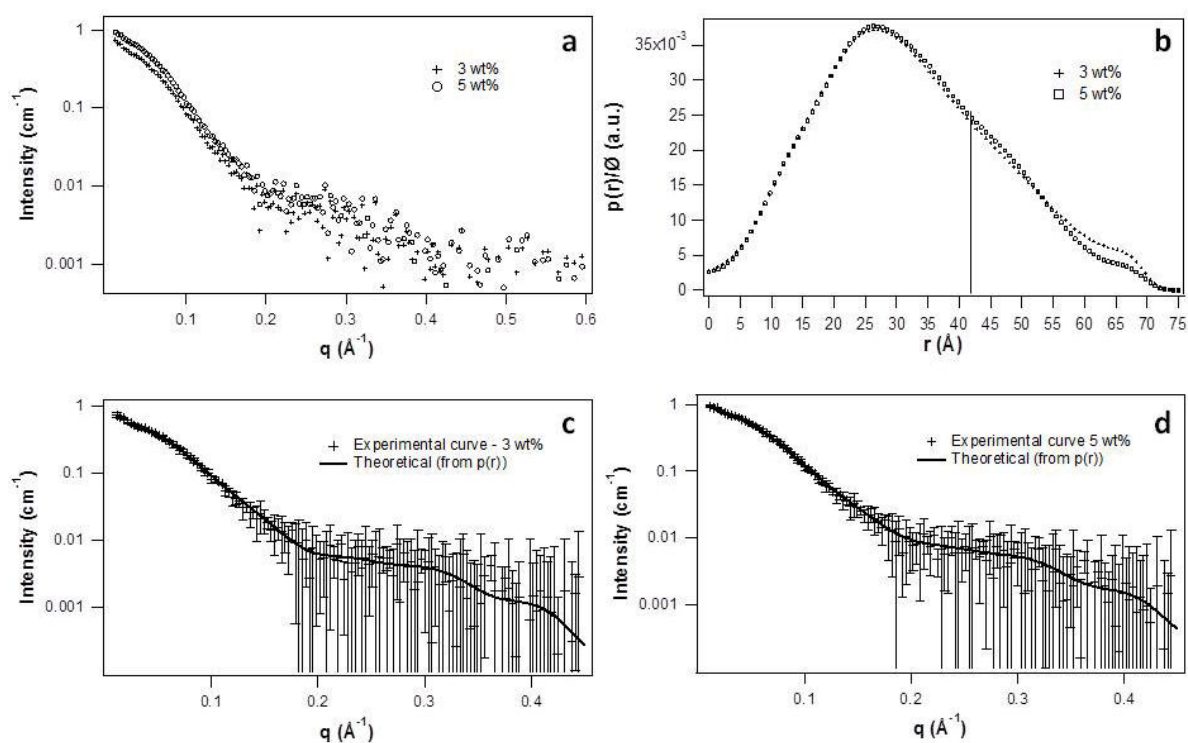 a
1
0.1
0.01
0.001
Intensity (cm⁻¹)
+ 3 wt%
○ 5 wt%
0.1 0.2 0.3 0.4 0.5 0.6
q (Å⁻¹)
b
35x10⁻³
30
25
20
15
10
5
0
p(r)/Ø (a.u.)
+ 3 wt%
□ 5 wt%
0 5 10 15 20 25 30 35 40 45 50 55 60 65 70 75
r (Å)
c
1
0.1
0.01
0.001
Intensity (cm⁻¹)
Experimental curve - 3 wt%
Theoretical (from p(r))
0.1 0.2 0.3 0.4
q (Å⁻¹)
d
1
0.1
0.01
0.001
Intensity (cm⁻¹)
Experimental curve 5 wt%
Theoretical (from p(r))
0.1 0.2 0.3 0.4
q (Å⁻¹)